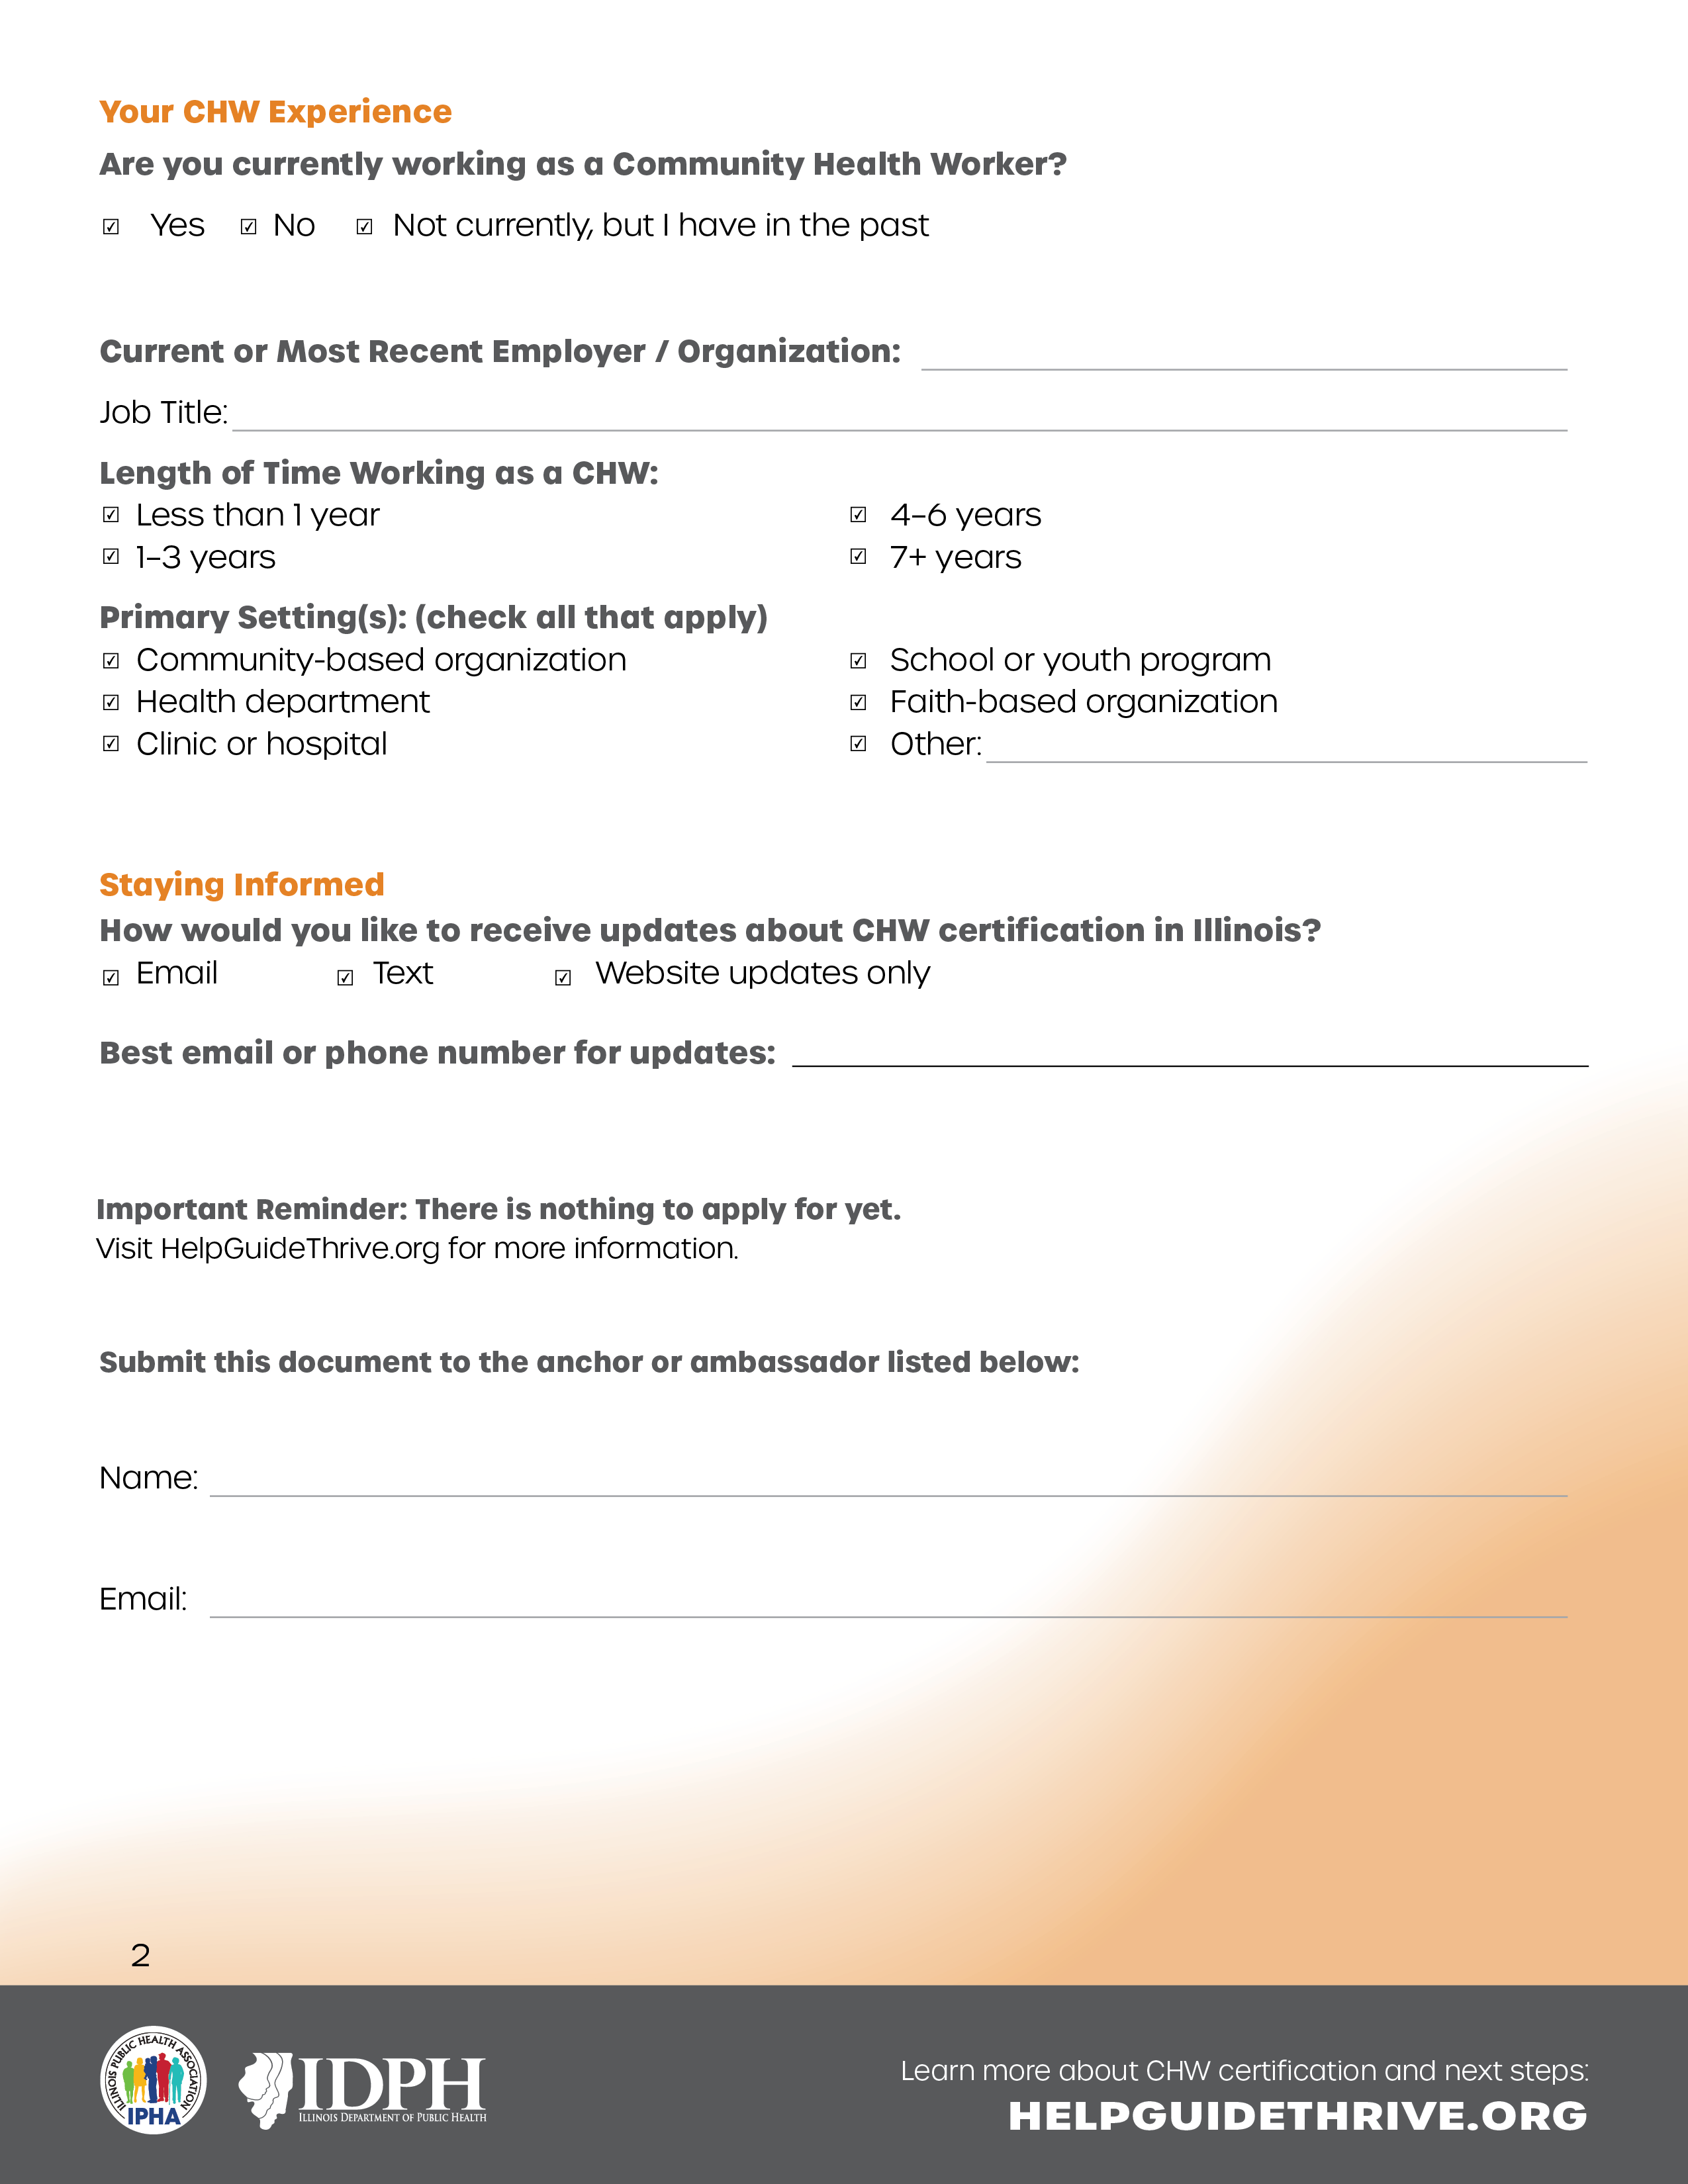 Your CHW Experience
Are you currently working as a Community Health Worker?
☑ Yes ☑ No ☑ Not currently, but I have in the past
Current or Most Recent Employer / Organization:
Job Title:
Length of Time Working as a CHW:
☑ Less than 1 year ☑ 4–6 years
☑ 1–3 years ☑ 7+ years
Primary Setting(s): (check all that apply)
☑ Community-based organization ☑ School or youth program
☑ Health department ☑ Faith-based organization
☑ Clinic or hospital ☑ Other:
Staying Informed
How would you like to receive updates about CHW certification in Illinois?
☑ Email ☑ Text ☑ Website updates only
Best email or phone number for updates:
Important Reminder: There is nothing to apply for yet.
Visit HelpGuideThrive.org for more information.
Submit this document to the anchor or ambassador listed below:
Name:
Email:
2
ILLINOIS PUBLIC HEALTH ASSOCIATION
IPHA
IDPH
ILLINOIS DEPARTMENT OF PUBLIC HEALTH
Learn more about CHW certification and next steps:
HELPGUIDETHRIVE.ORG